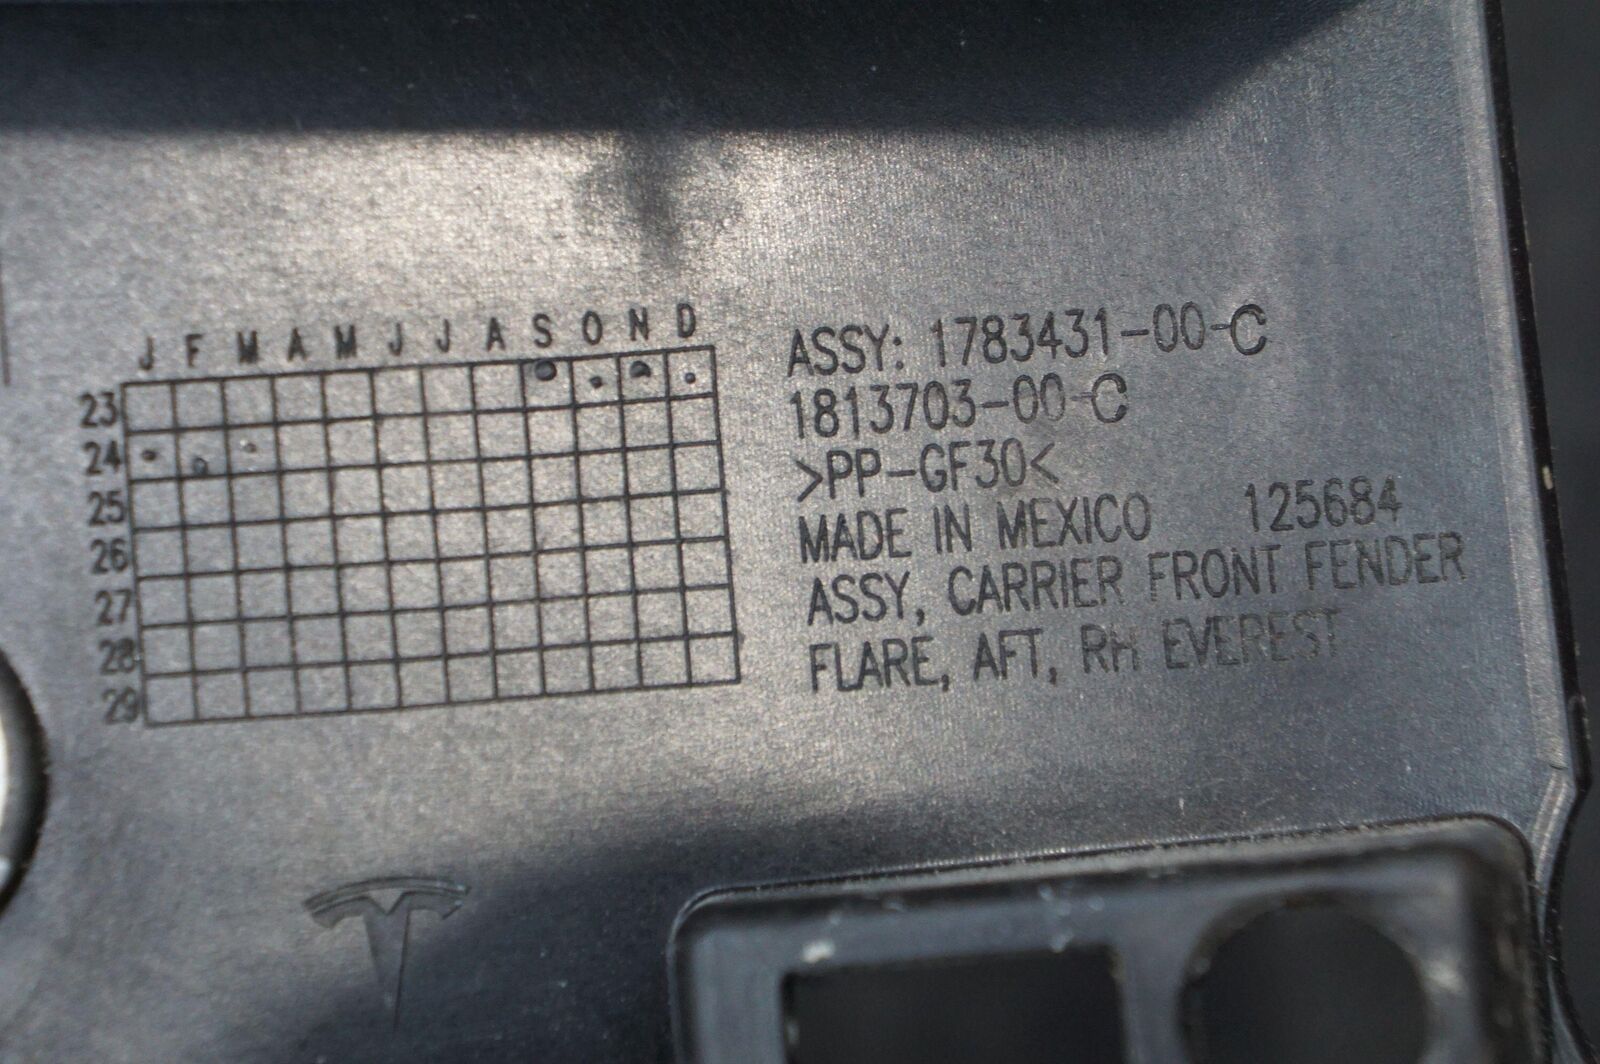 J F M A M J J A S O N D
23
24
25
26
27
28
29
ASSY: 1783431-00-C
1813703-00-C
>PP-GF30<
MADE IN MEXICO 125684
ASSY, CARRIER FRONT FENDER
FLARE, AFT, RH EVEREST